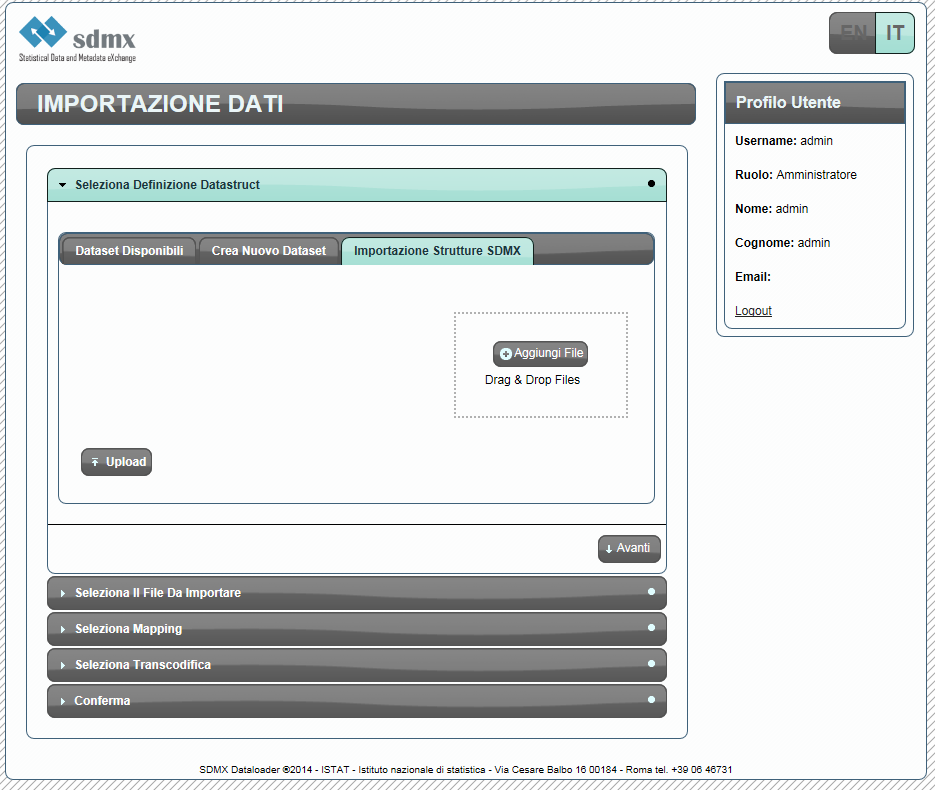 sdmx
Statistical Data and Metadata eXchange
EN IT
IMPORTAZIONE DATI
Profilo Utente
Username: admin
Ruolo: Amministratore
Nome: admin
Cognome: admin
Email:
Logout
Seleziona Definizione Datastruct
Dataset Disponibili Crea Nuovo Dataset Importazione Strutture SDMX
Aggiungi File
Drag & Drop Files
Upload
Avanti
Seleziona Il File Da Importare
Seleziona Mapping
Seleziona Transcodifica
Conferma
SDMX Dataloader ®2014 - ISTAT - Istituto nazionale di statistica - Via Cesare Balbo 16 00184 - Roma tel. +39 06 46731